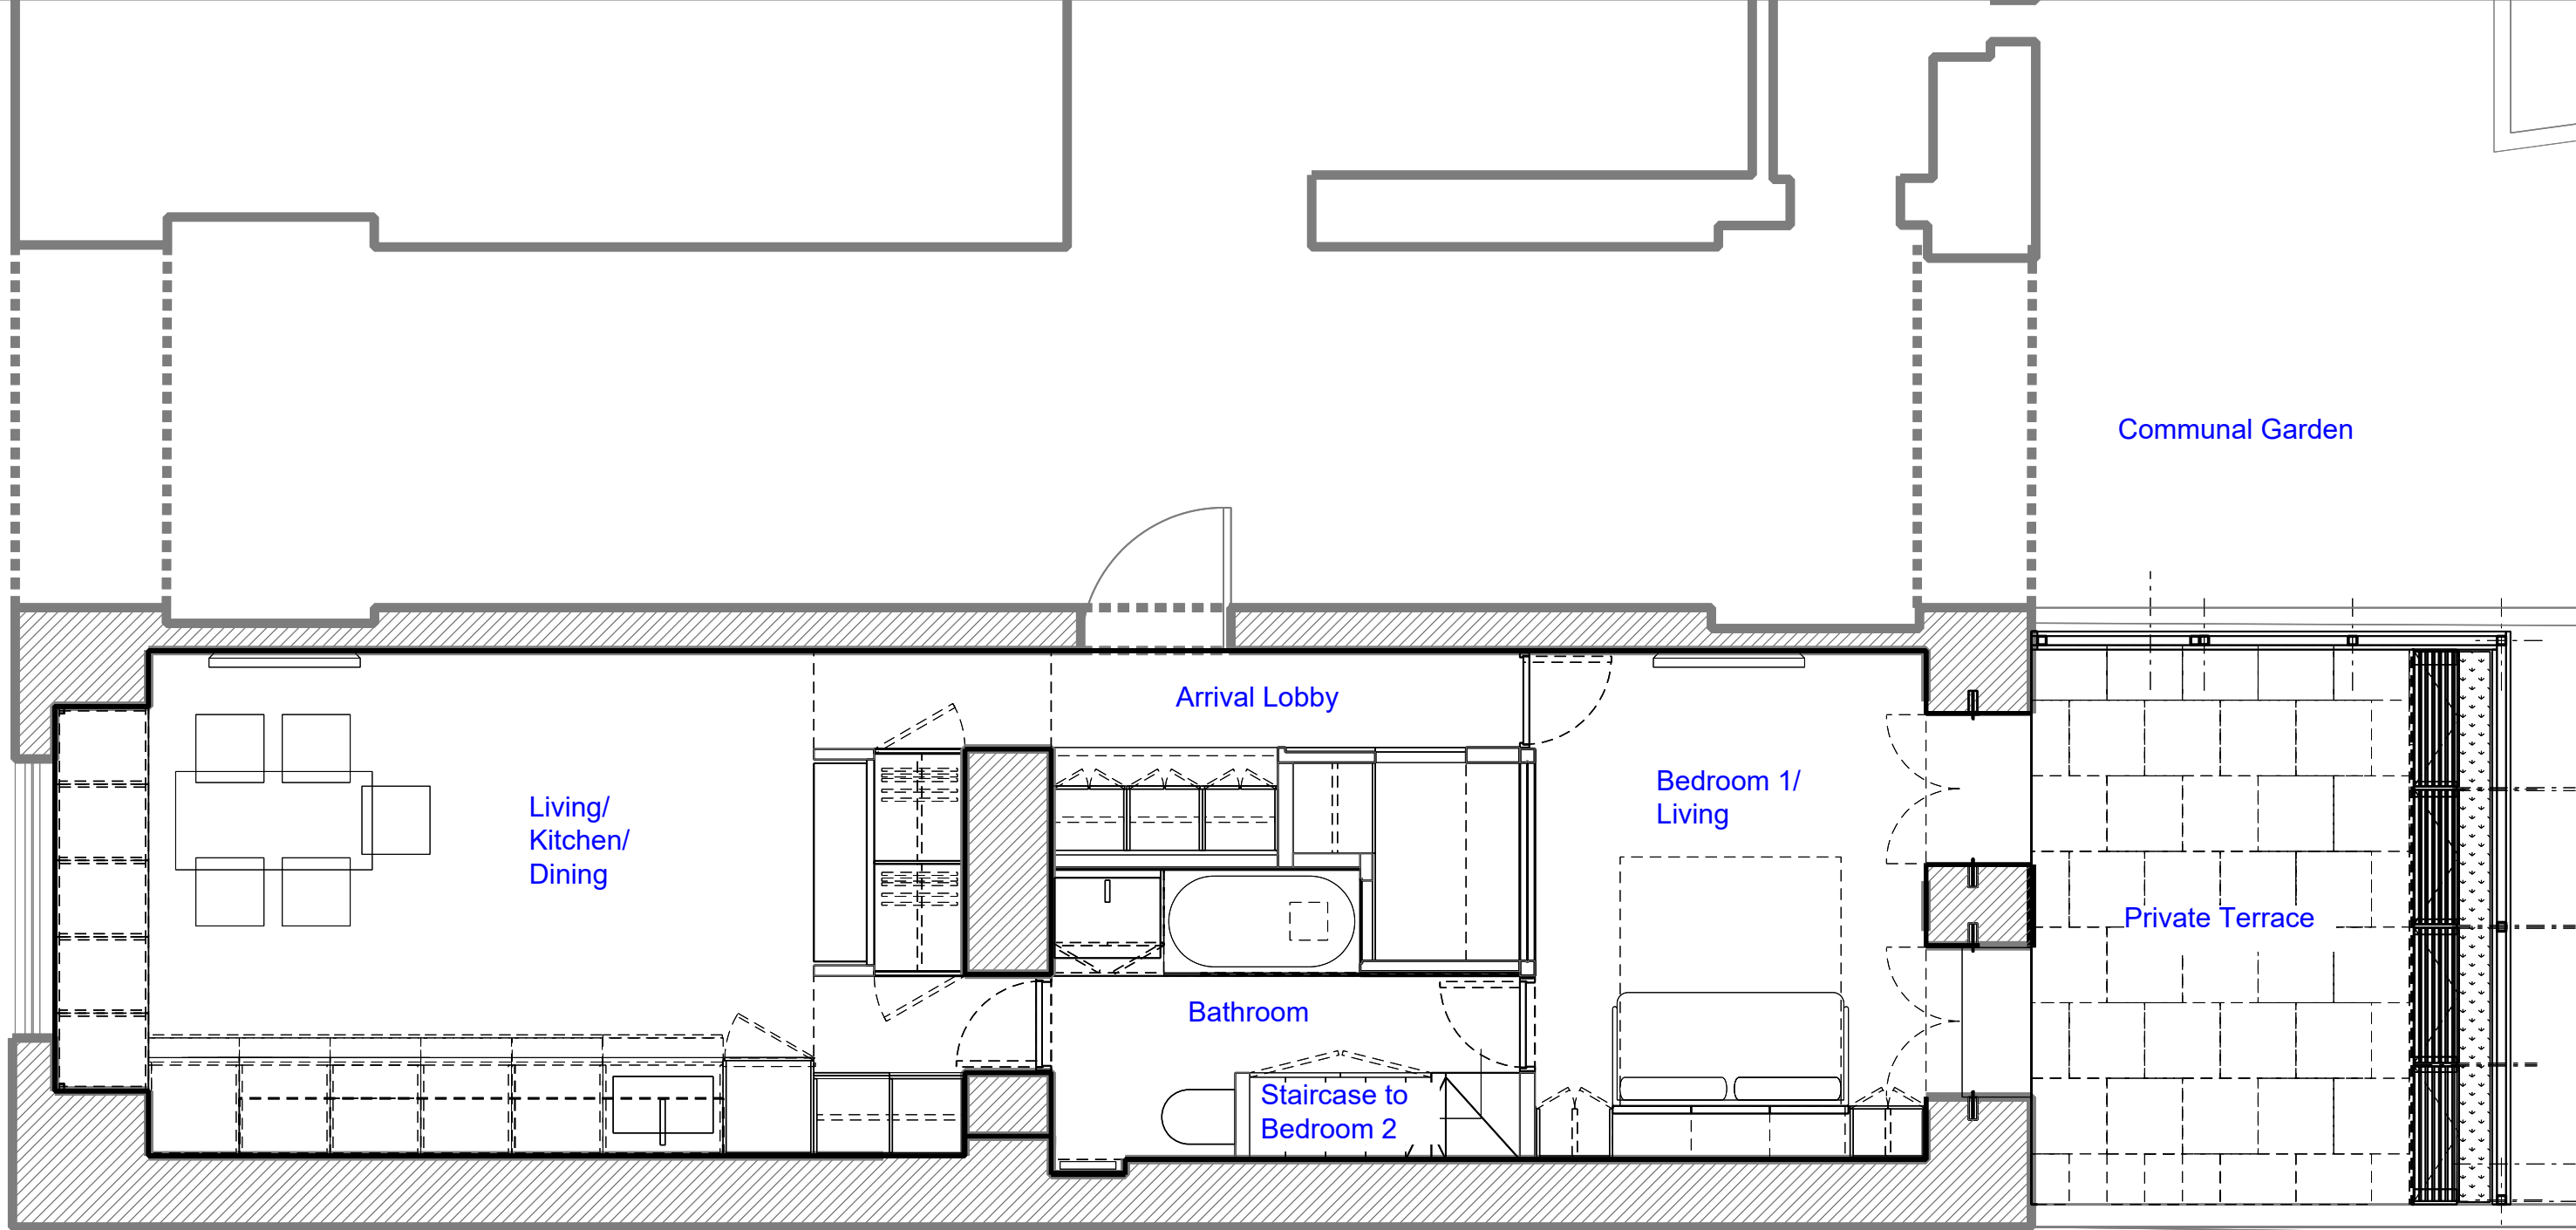 Communal Garden
Arrival Lobby
Living/
Kitchen/
Dining
Bedroom 1/
Living
Private Terrace
Bathroom
Staircase to
Bedroom 2